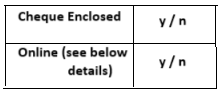 Cheque Enclosed y / n
Online (see below
details) y / n